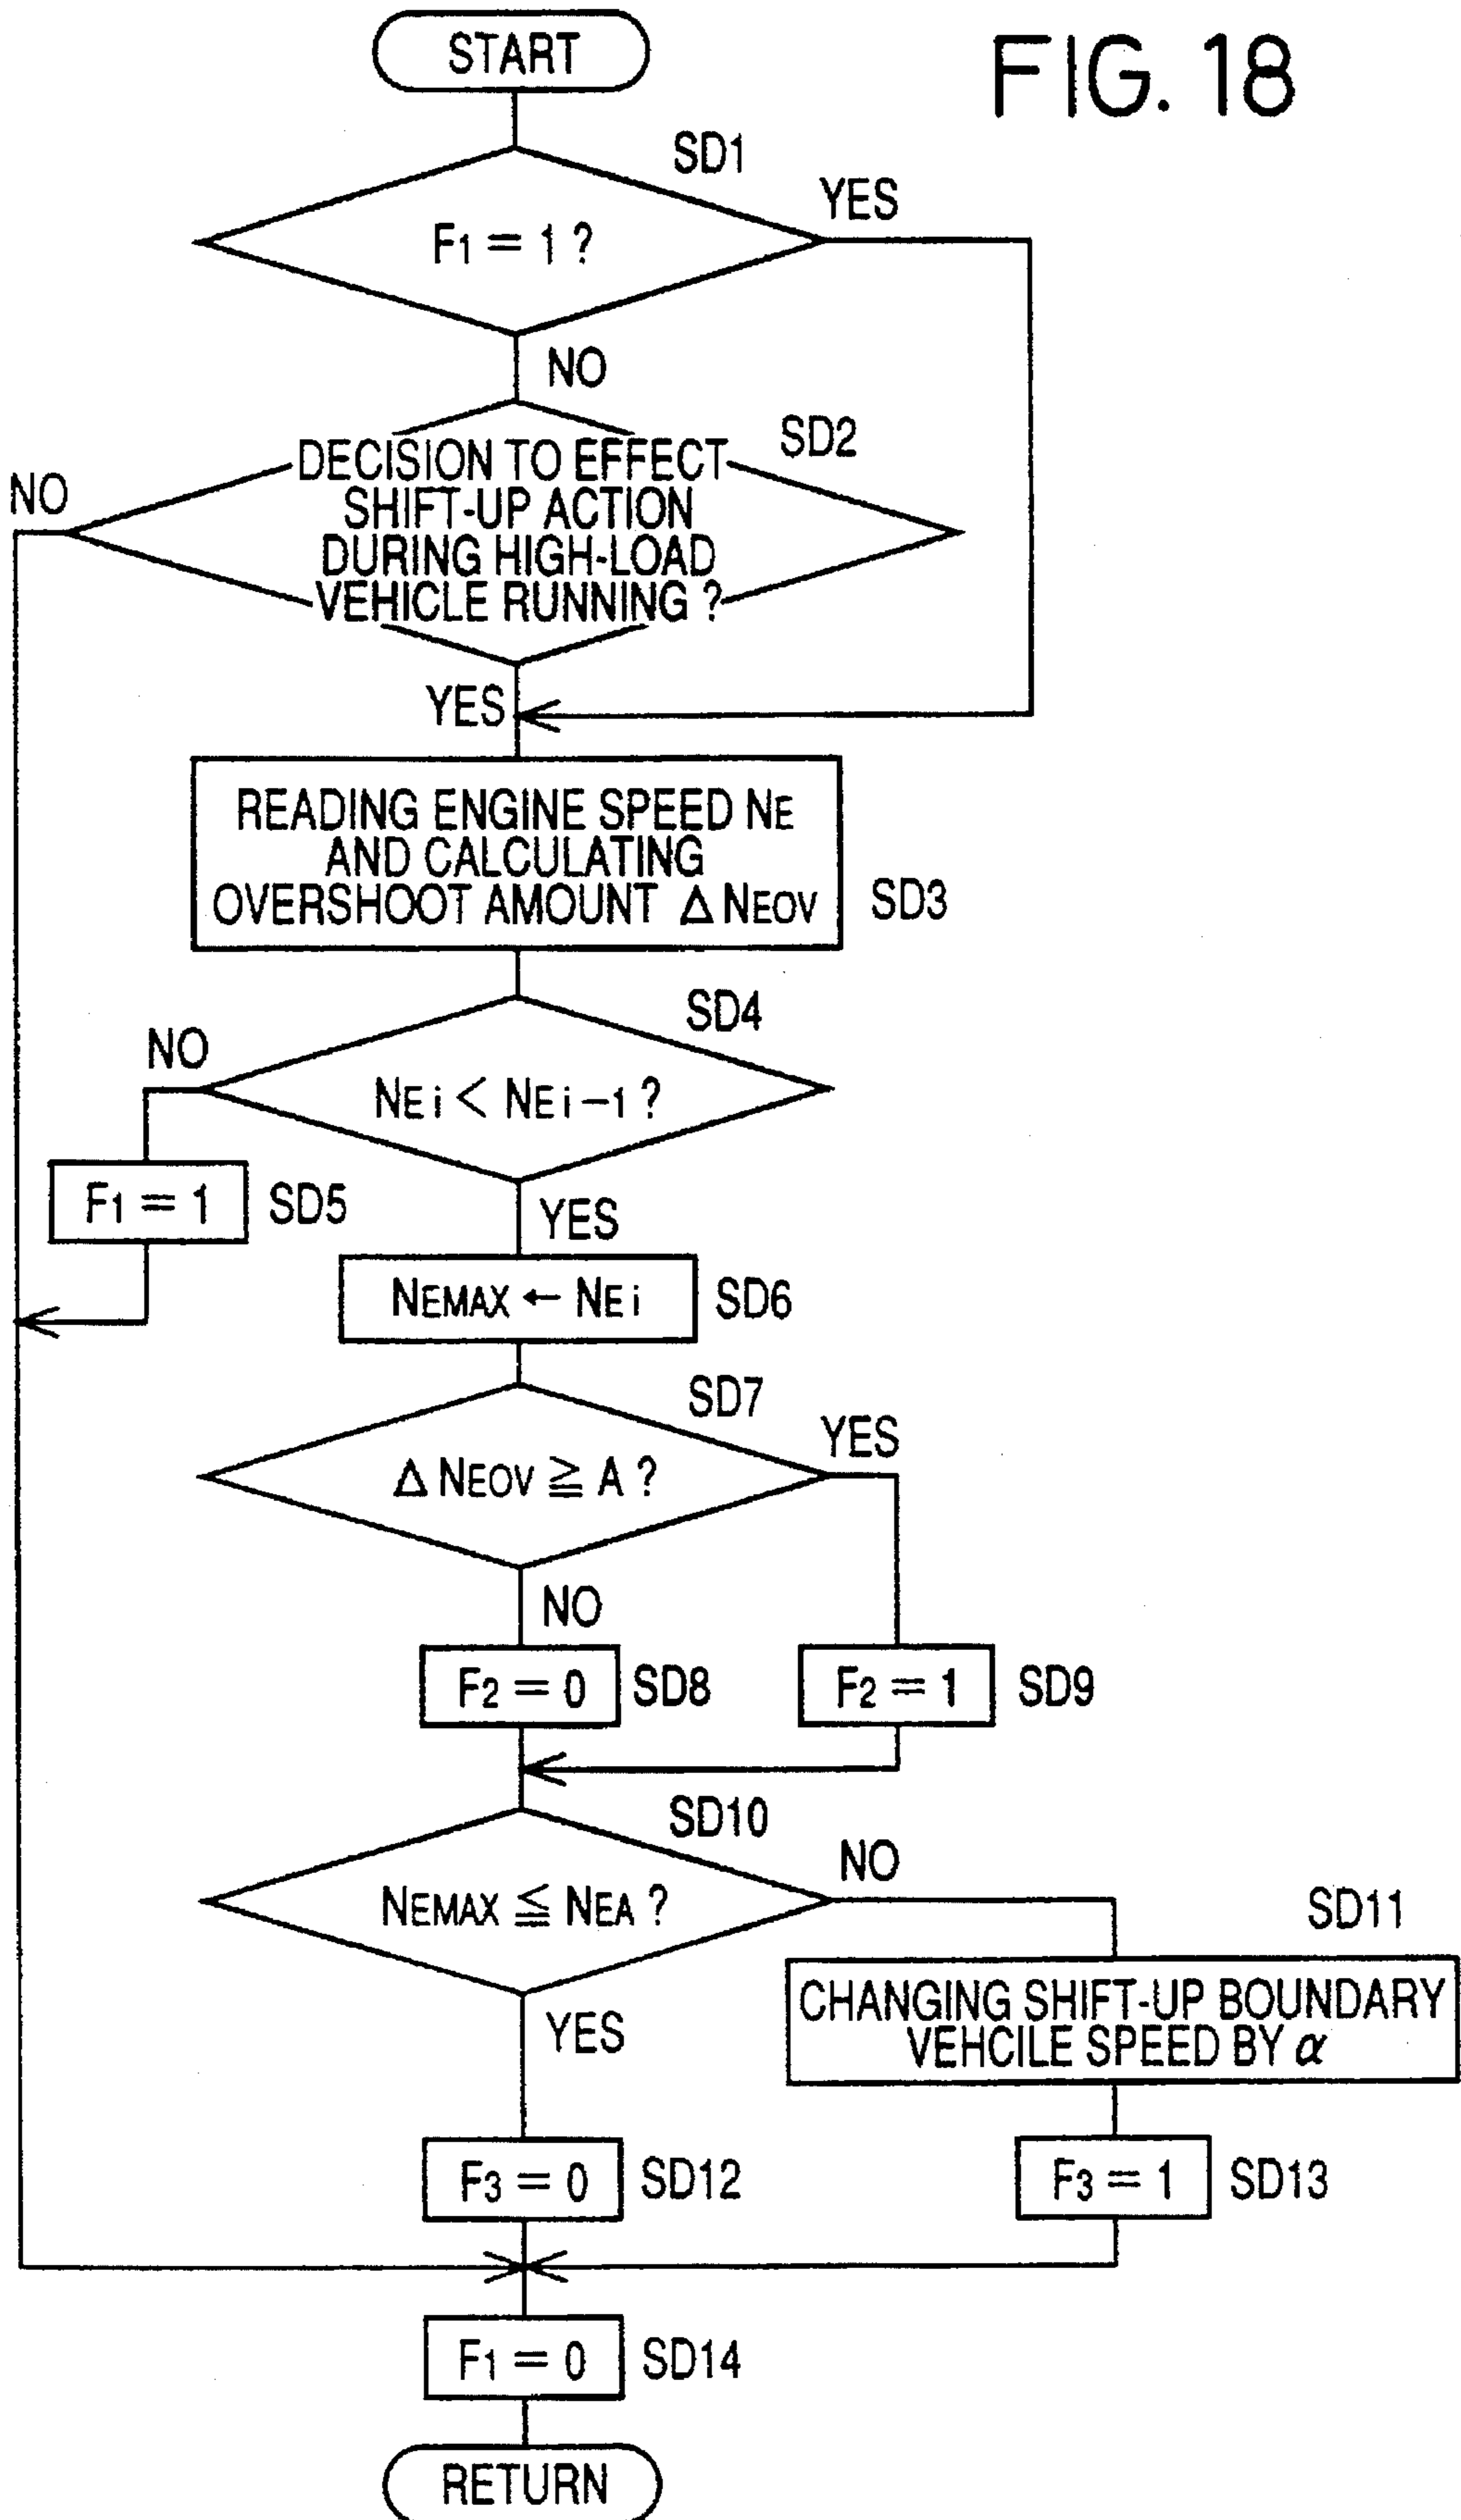 FIG. 18
START
SD1
F1 = 1 ?
YES
NO
SD2
DECISION TO EFFECT
SHIFT-UP ACTION
DURING HIGH-LOAD
VEHICLE RUNNING ?
NO
YES
READING ENGINE SPEED NE
AND CALCULATING
OVERSHOOT AMOUNT Δ NEOV
SD3
SD4
NO
NEi < NEi-1 ?
F1 = 1
SD5
YES
NEMAX ← NEi
SD6
SD7
YES
Δ NEOV ≧ A ?
NO
F2 = 0
SD8
F2 = 1
SD9
SD10
NO
NEMAX ≦ NEA ?
SD11
YES
CHANGING SHIFT-UP BOUNDARY
VEHCILE SPEED BY α
F3 = 0
SD12
F3 = 1
SD13
F1 = 0
SD14
RETURN